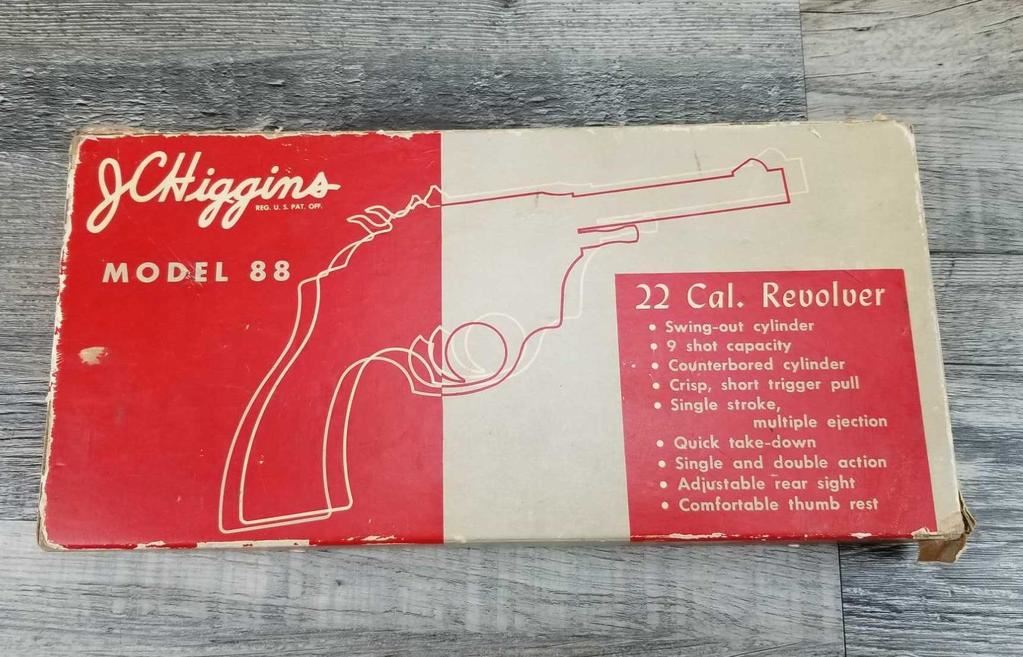 JCHiggins
REG. U. S. PAT. OFF.
MODEL 88
22 Cal. Revolver
• Swing-out cylinder
• 9 shot capacity
• Counterbored cylinder
• Crisp, short trigger pull
• Single stroke,
multiple ejection
• Quick take-down
• Single and double action
• Adjustable rear sight
• Comfortable thumb rest